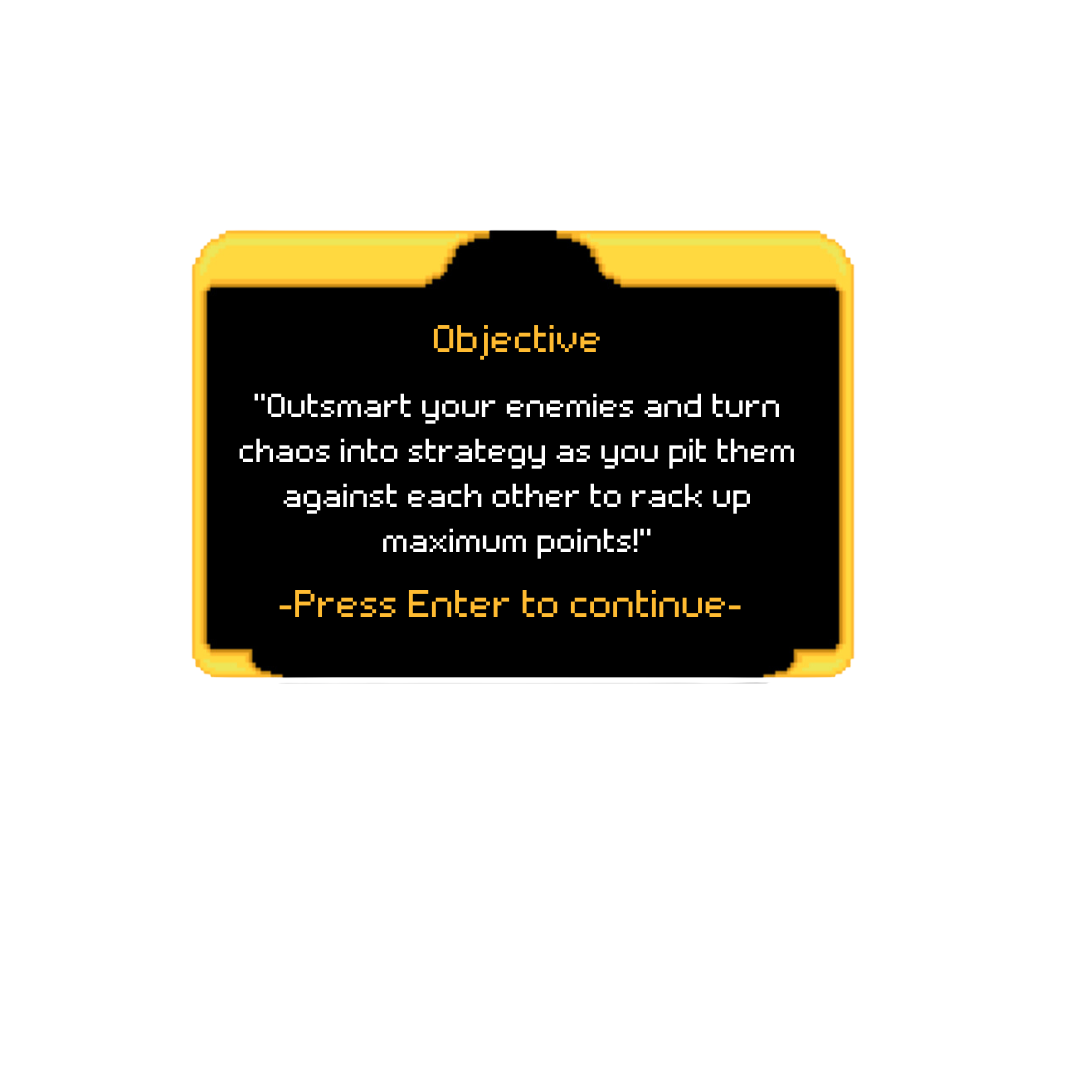 Objective
"Outsmart your enemies and turn
chaos into strategy as you pit them
against each other to rack up
maximum points!"
-Press Enter to continue-